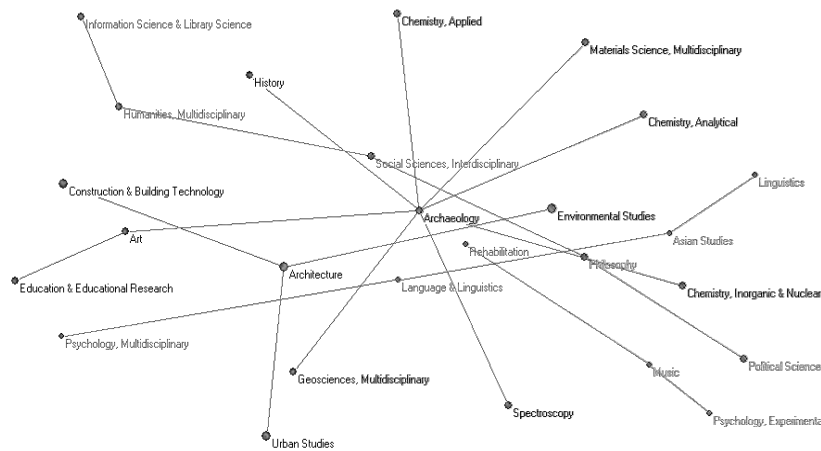 Information Science & Library Science
Chemistry, Applied
Materials Science, Multidisciplinary
History
Humanities, Multidisciplinary
Chemistry, Analytical
Social Sciences, Interdisciplinary
Linguistics
Construction & Building Technology
Archaeology
Environmental Studies
Art
Asian Studies
Rehabilitation
Philosophy
Architecture
Education & Educational Research
Language & Linguistics
Chemistry, Inorganic & Nuclear
Psychology, Multidisciplinary
Geosciences, Multidisciplinary
Music
Political Science
Spectroscopy
Psychology, Experimenta
Urban Studies